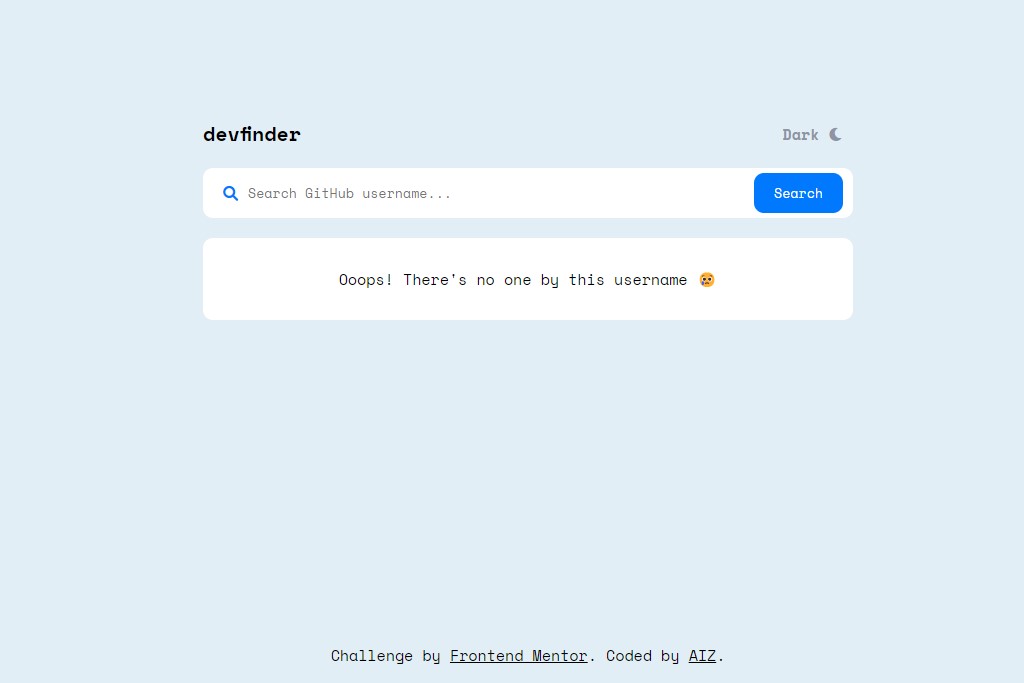 devfinder
Dark
Search GitHub username...
Search
Ooops! There's no one by this username 😢
Challenge by Frontend Mentor. Coded by AIZ.